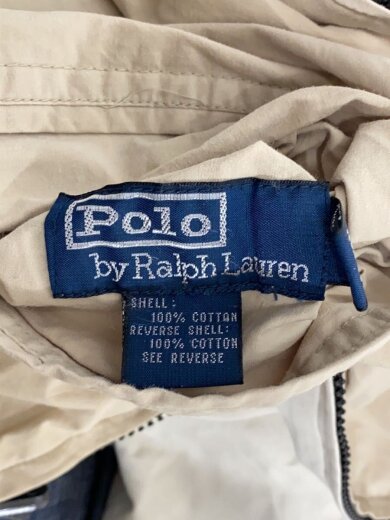 Polo
by Ralph Lauren
SHELL:
100% COTTON
REVERSE SHELL:
100% COTTON
SEE REVERSE